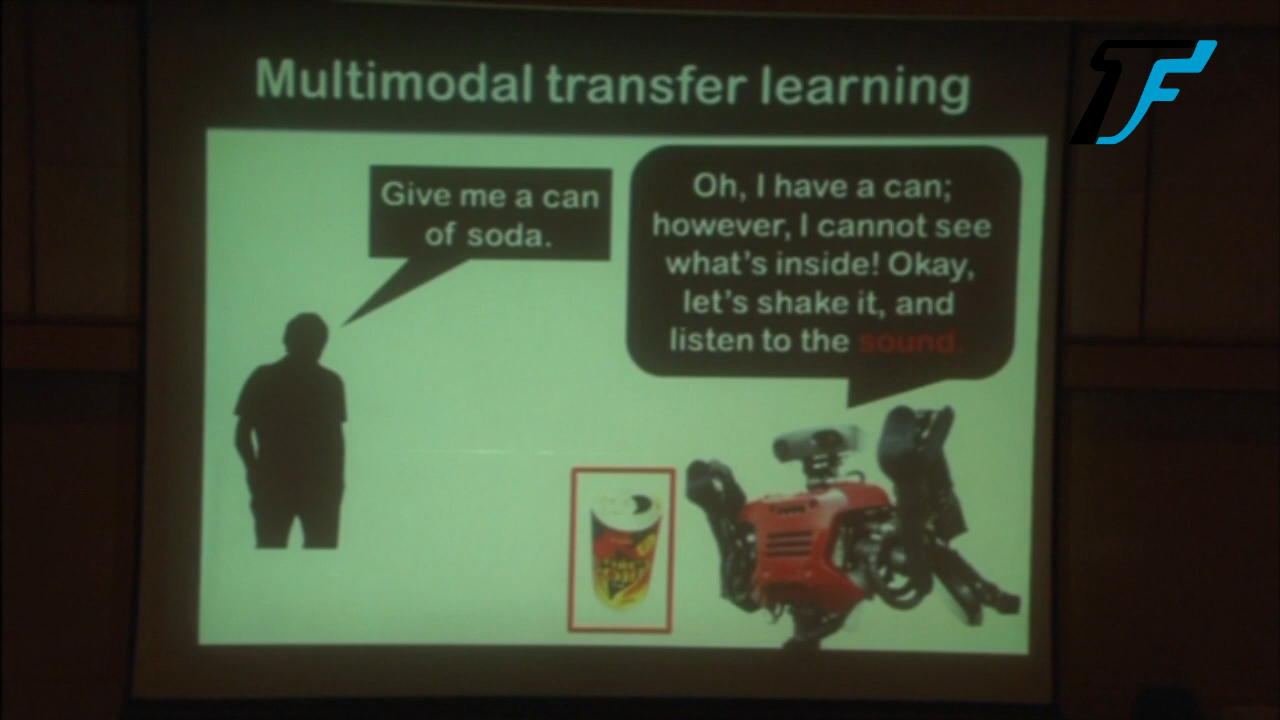 Multimodal transfer learning
Give me a can
of soda.
Oh, I have a can;
however, I cannot see
what's inside! Okay,
let's shake it, and
listen to the sound.
TF